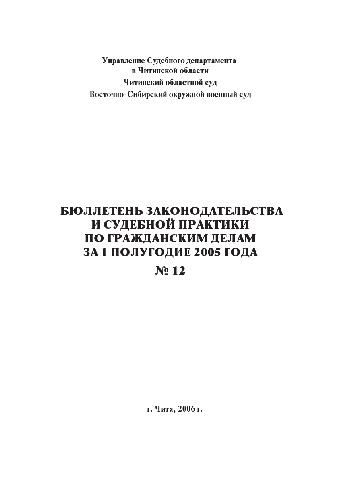 Управление Судебного департамента
в Читинской области
Читинский областной суд
Восточно-Сибирский окружной военный суд
БЮЛЛЕТЕНЬ ЗАКОНОДАТЕЛЬСТВА
И СУДЕБНОЙ ПРАКТИКИ
ПО ГРАЖДАНСКИМ ДЕЛАМ
ЗА 1 ПОЛУГОДИЕ 2005 ГОДА
№ 12
г. Чита, 2006 г.